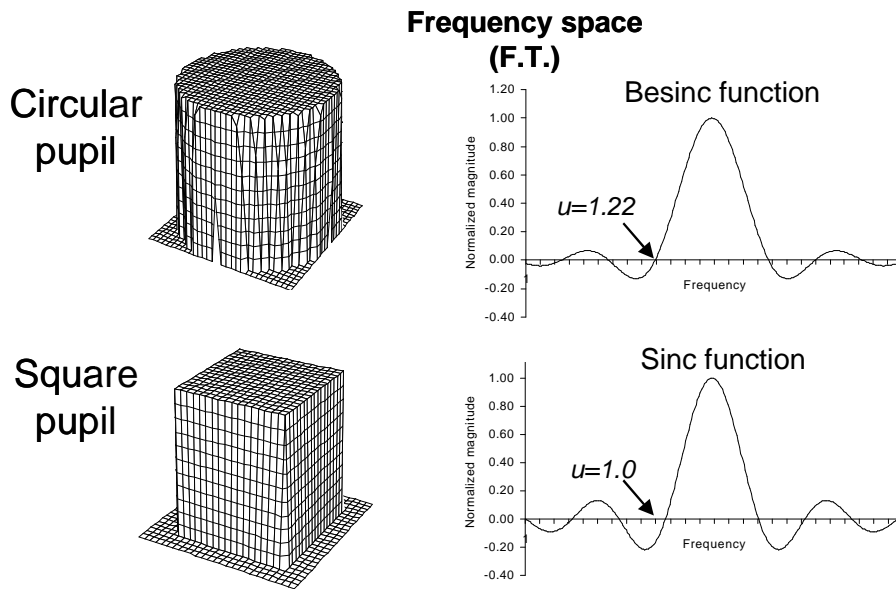 Frequency space
(F.T.)
Circular
pupil
Besinc function
1.20
1.00
0.80
0.60
0.40
0.20
0.00
-0.20
-0.40
Normalized magnitude
u=1.22
1
Frequency
Square
pupil
Sinc function
1.00
0.80
0.60
0.40
0.20
0.00
-0.20
-0.40
Normalized magnitude
u=1.0
1
Frequency